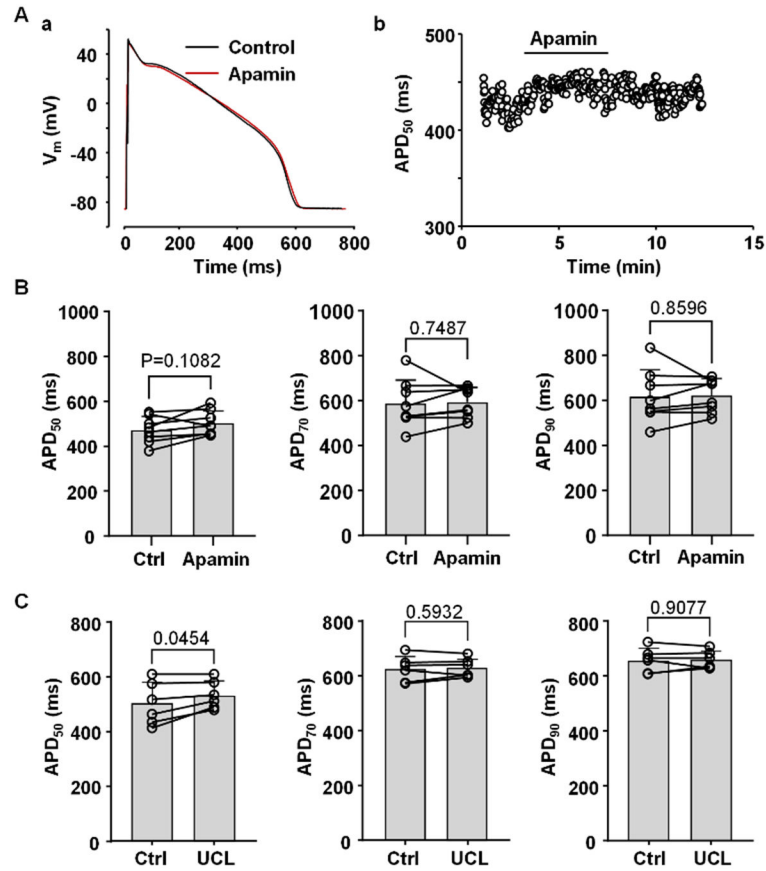 A
a
Control
Apamin
40
0
-40
-80
Vm (mV)
0
200
400
600
800
Time (ms)
b
Apamin
500
450
300
APD50 (ms)
0
5
10
15
Time (min)
B
1000
800
600
400
200
0
APD50 (ms)
P=0.1082
Ctrl Apamin
1000
800
600
400
200
0
APD70 (ms)
0.7487
Ctrl Apamin
1000
800
600
400
200
0
APD90 (ms)
0.8596
Ctrl Apamin
C
800
600
400
200
0
APD50 (ms)
0.0454
Ctrl UCL
800
600
400
200
0
APD70 (ms)
0.5932
Ctrl UCL
800
600
400
200
0
APD90 (ms)
0.9077
Ctrl UCL